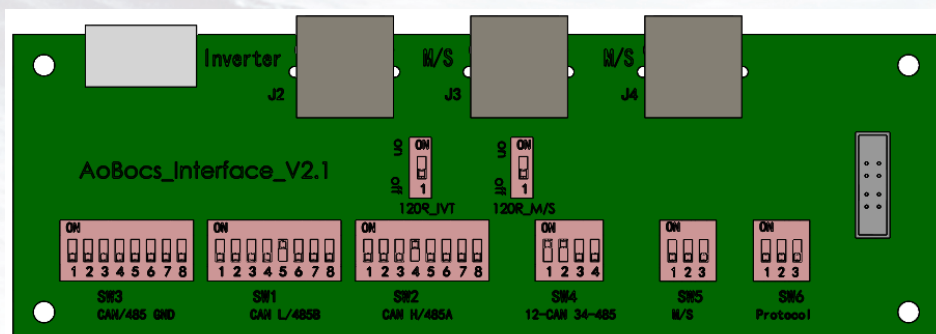 Inverter
J2
M/S
J3
M/S
J4
AoBocs_Interface_V2.1
on
off
ON
1
120R_IVT
on
off
ON
1
120R_M/S
ON
1 2 3 4 5 6 7 8
SW3
CAN/485 GND
ON
1 2 3 4 5 6 7 8
SW1
CAN L/485B
ON
1 2 3 4 5 6 7 8
SW2
CAN H/485A
ON
1 2 3 4
SW4
12-CAN 34-485
ON
1 2 3
SW5
M/S
ON
1 2 3
SW6
Protocol